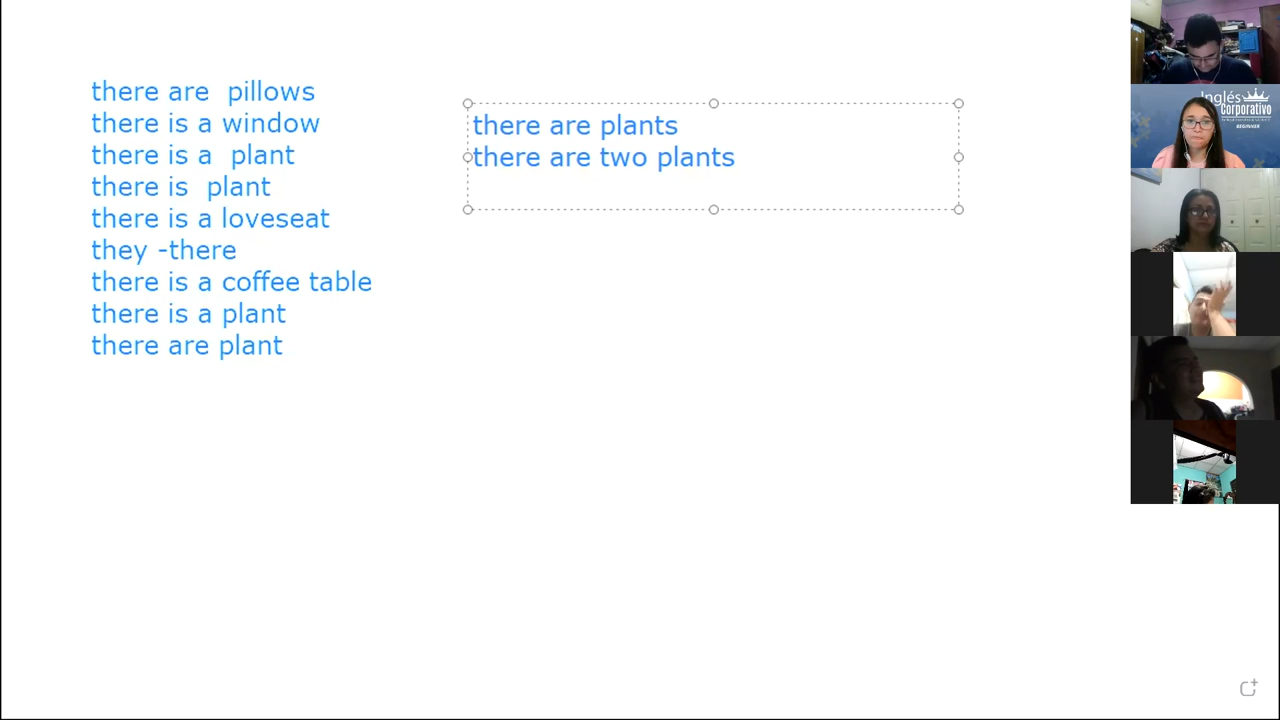 there are pillows
there is a window
there is a plant
there is plant
there is a loveseat
they -there
there is a coffee table
there is a plant
there are plant
there are plants
there are two plants
Inglés
Corporativo
BEGINNER